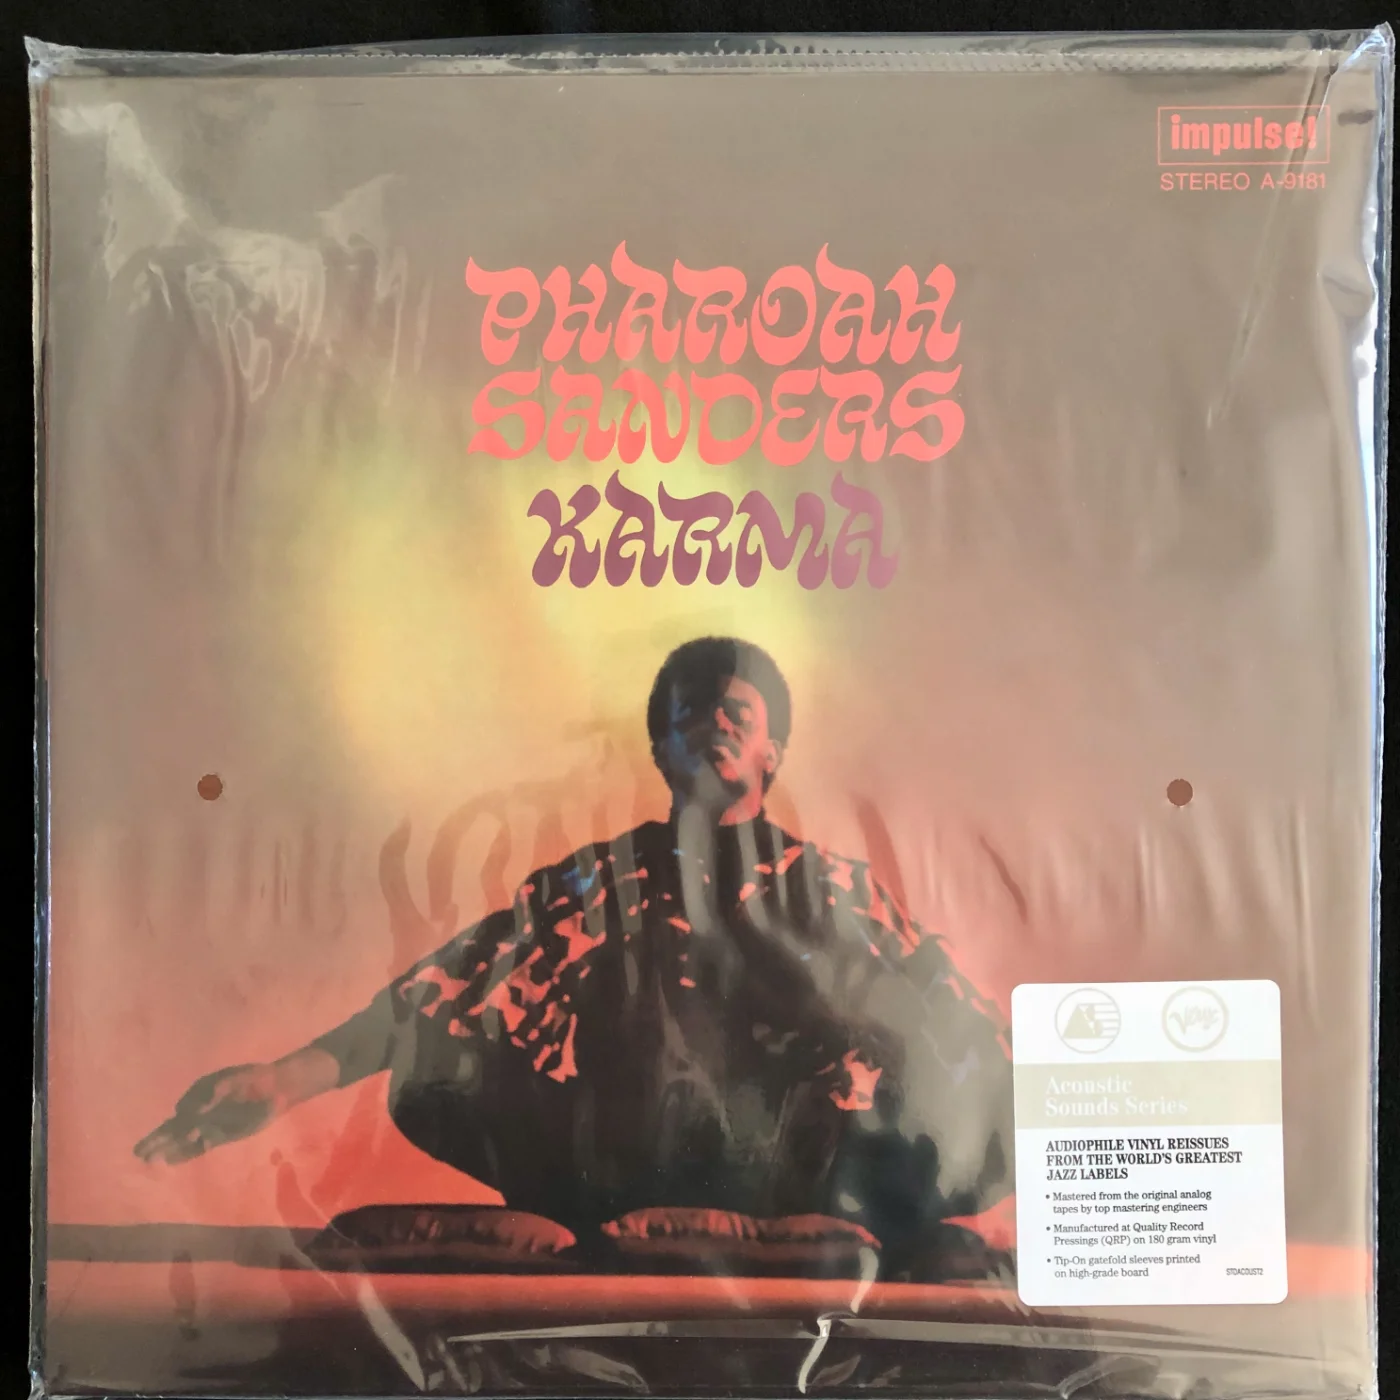 impulse!
STEREO A-9181
PHAROAH
SANDERS
KARMA
Verve
Acoustic
Sounds Series
AUDIOPHILE VINYL REISSUES
FROM THE WORLD'S GREATEST
JAZZ LABELS
• Mastered from the original analog
tapes by top mastering engineers
• Manufactured at Quality Record
Pressings (QRP) on 180 gram vinyl
• Tip-On gatefold sleeves printed
on high-grade board
STDACOUST2